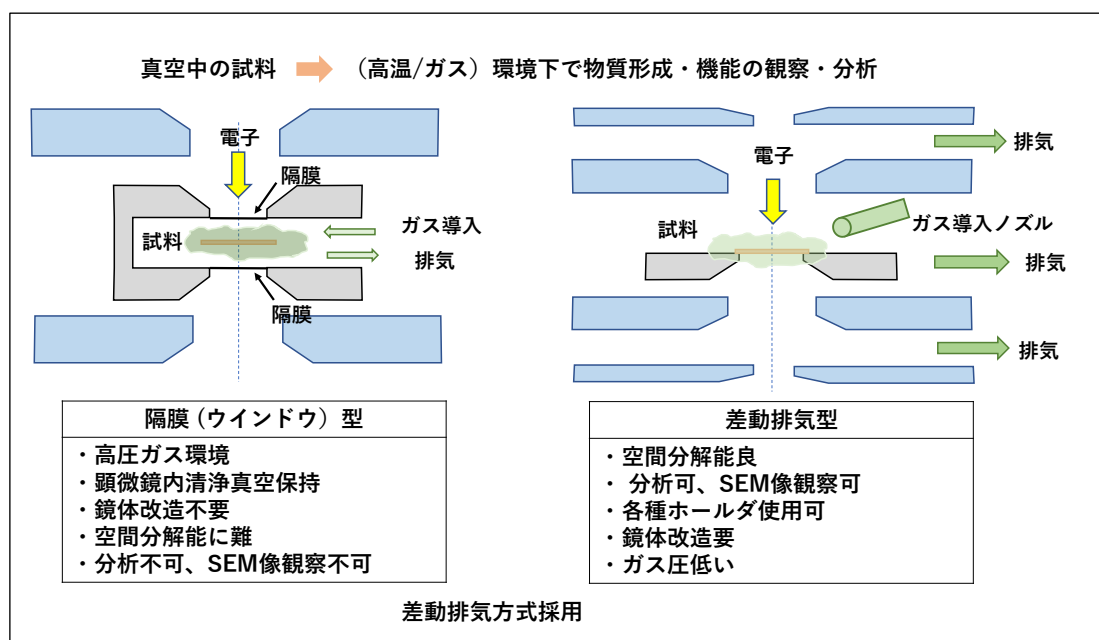 真空中の試料 （高温/ガス）環境下で物質形成・機能の観察・分析
電子
隔膜
試料
ガス導入
排気
隔膜
排気
電子
試料
ガス導入ノズル
排気
排気
隔膜（ウインドウ）型
・高圧ガス環境
・顕微鏡内清浄真空保持
・鏡体改造不要
・空間分解能に難
・分析不可、SEM像観察不可
差動排気型
・空間分解能良
・分析可、SEM像観察可
・各種ホールダ使用可
・鏡体改造要
・ガス圧低い
差動排気方式採用